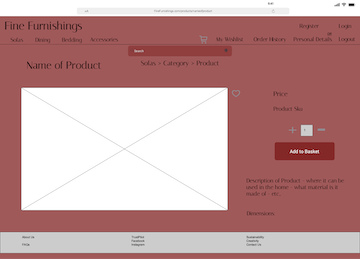 9:41
Fine Furnishings
Register
Login
Sofas
Dining
Bedding
Accessories
My Wishlist
Order History
Personal Details
Logout
Search
Name of Product
Sofas > Category > Product
Price
Product Sku
Add to Basket
Description of Product - where it can be
used in the home - what material is it
made of - etc
Dimensions
About Us
TrustPilot
Sustainability
Facebook
FAQs
Instagram
Contact Us